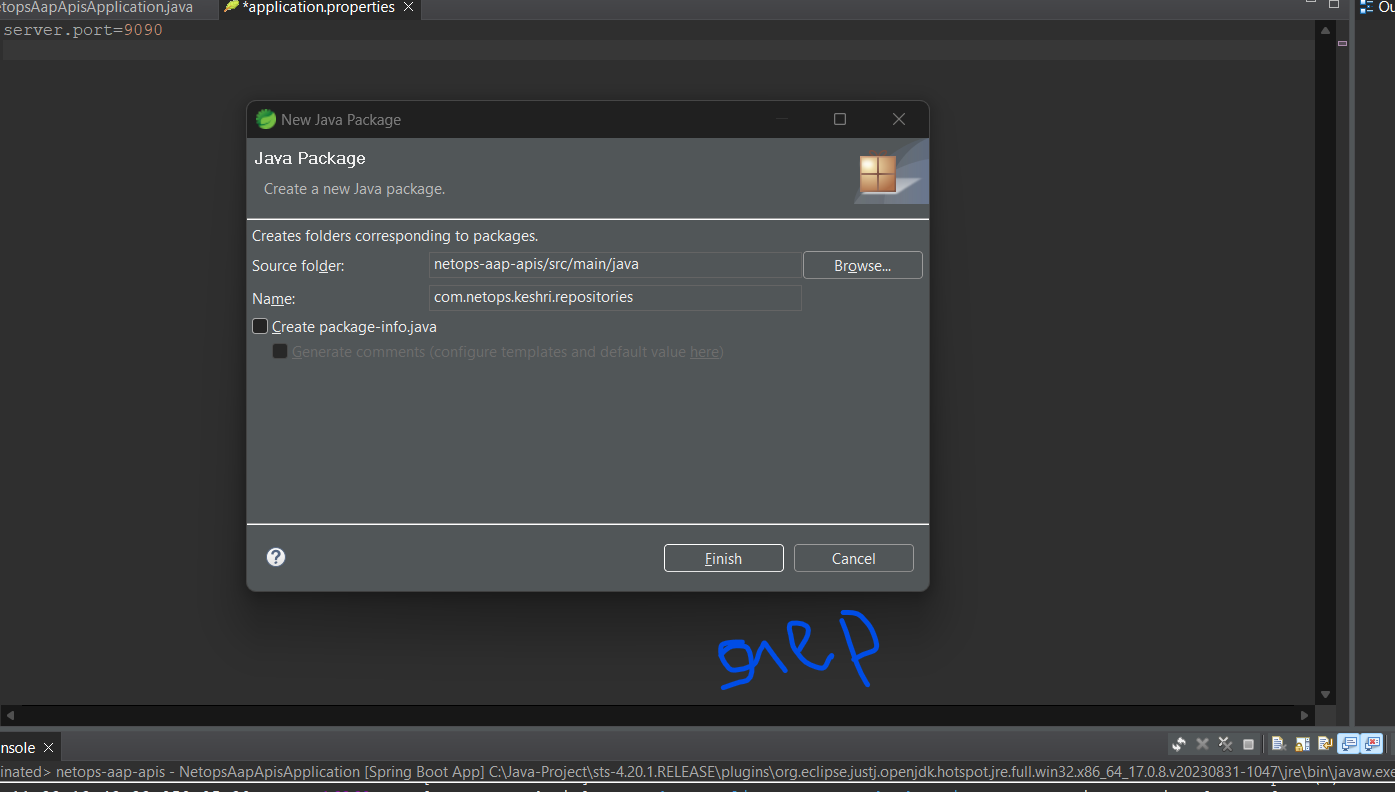 etopsAapApisApplication.java
*application.properties
Ou
server.port=9090
New Java Package
Java Package
Create a new Java package.
Creates folders corresponding to packages.
Source folder: netops-aap-apis/src/main/java Browse...
Name: com.netops.keshri.repositories
Create package-info.java
Generate comments (configure templates and default value here)
Finish Cancel
nsole
inated> netops-aap-apis - NetopsAapApisApplication [Spring Boot App] C:\Java-Project\sts-4.20.1.RELEASE\plugins\org.eclipse.justj.openjdk.hotspot.jre.full.win32.x86_64_17.0.8.v20230831-1047\jre\bin\javaw.exe